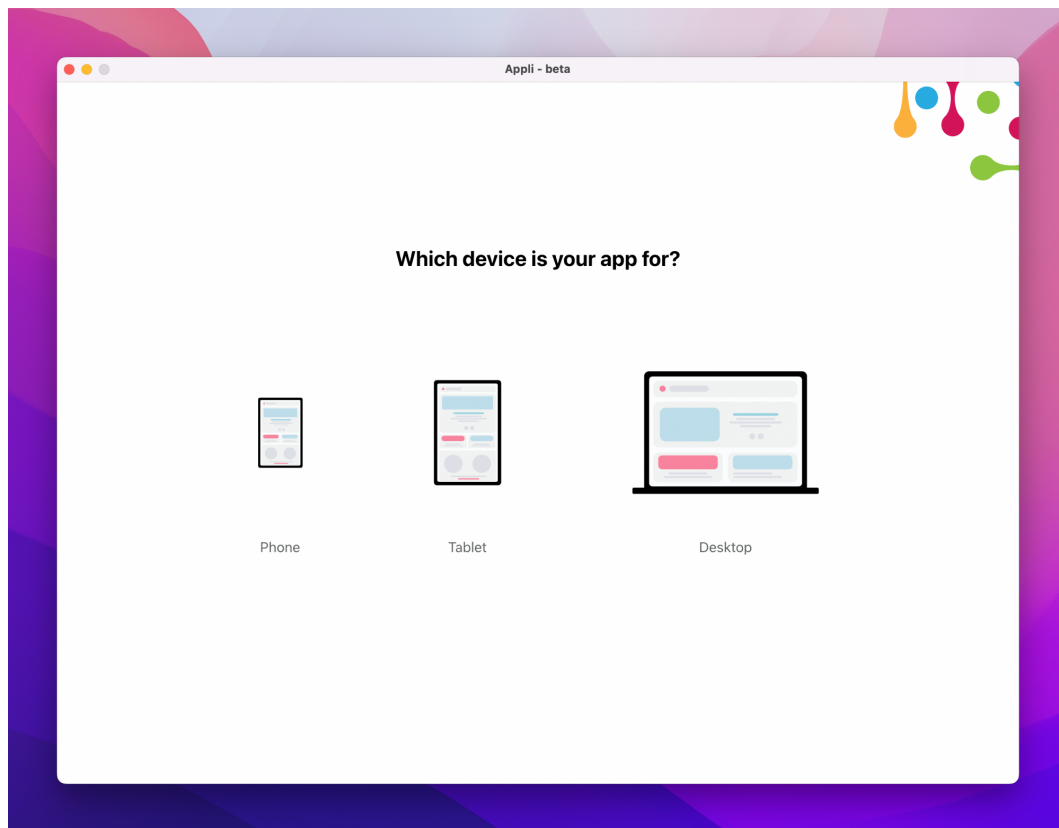 Appli - beta
Which device is your app for?
Phone
Tablet
Desktop